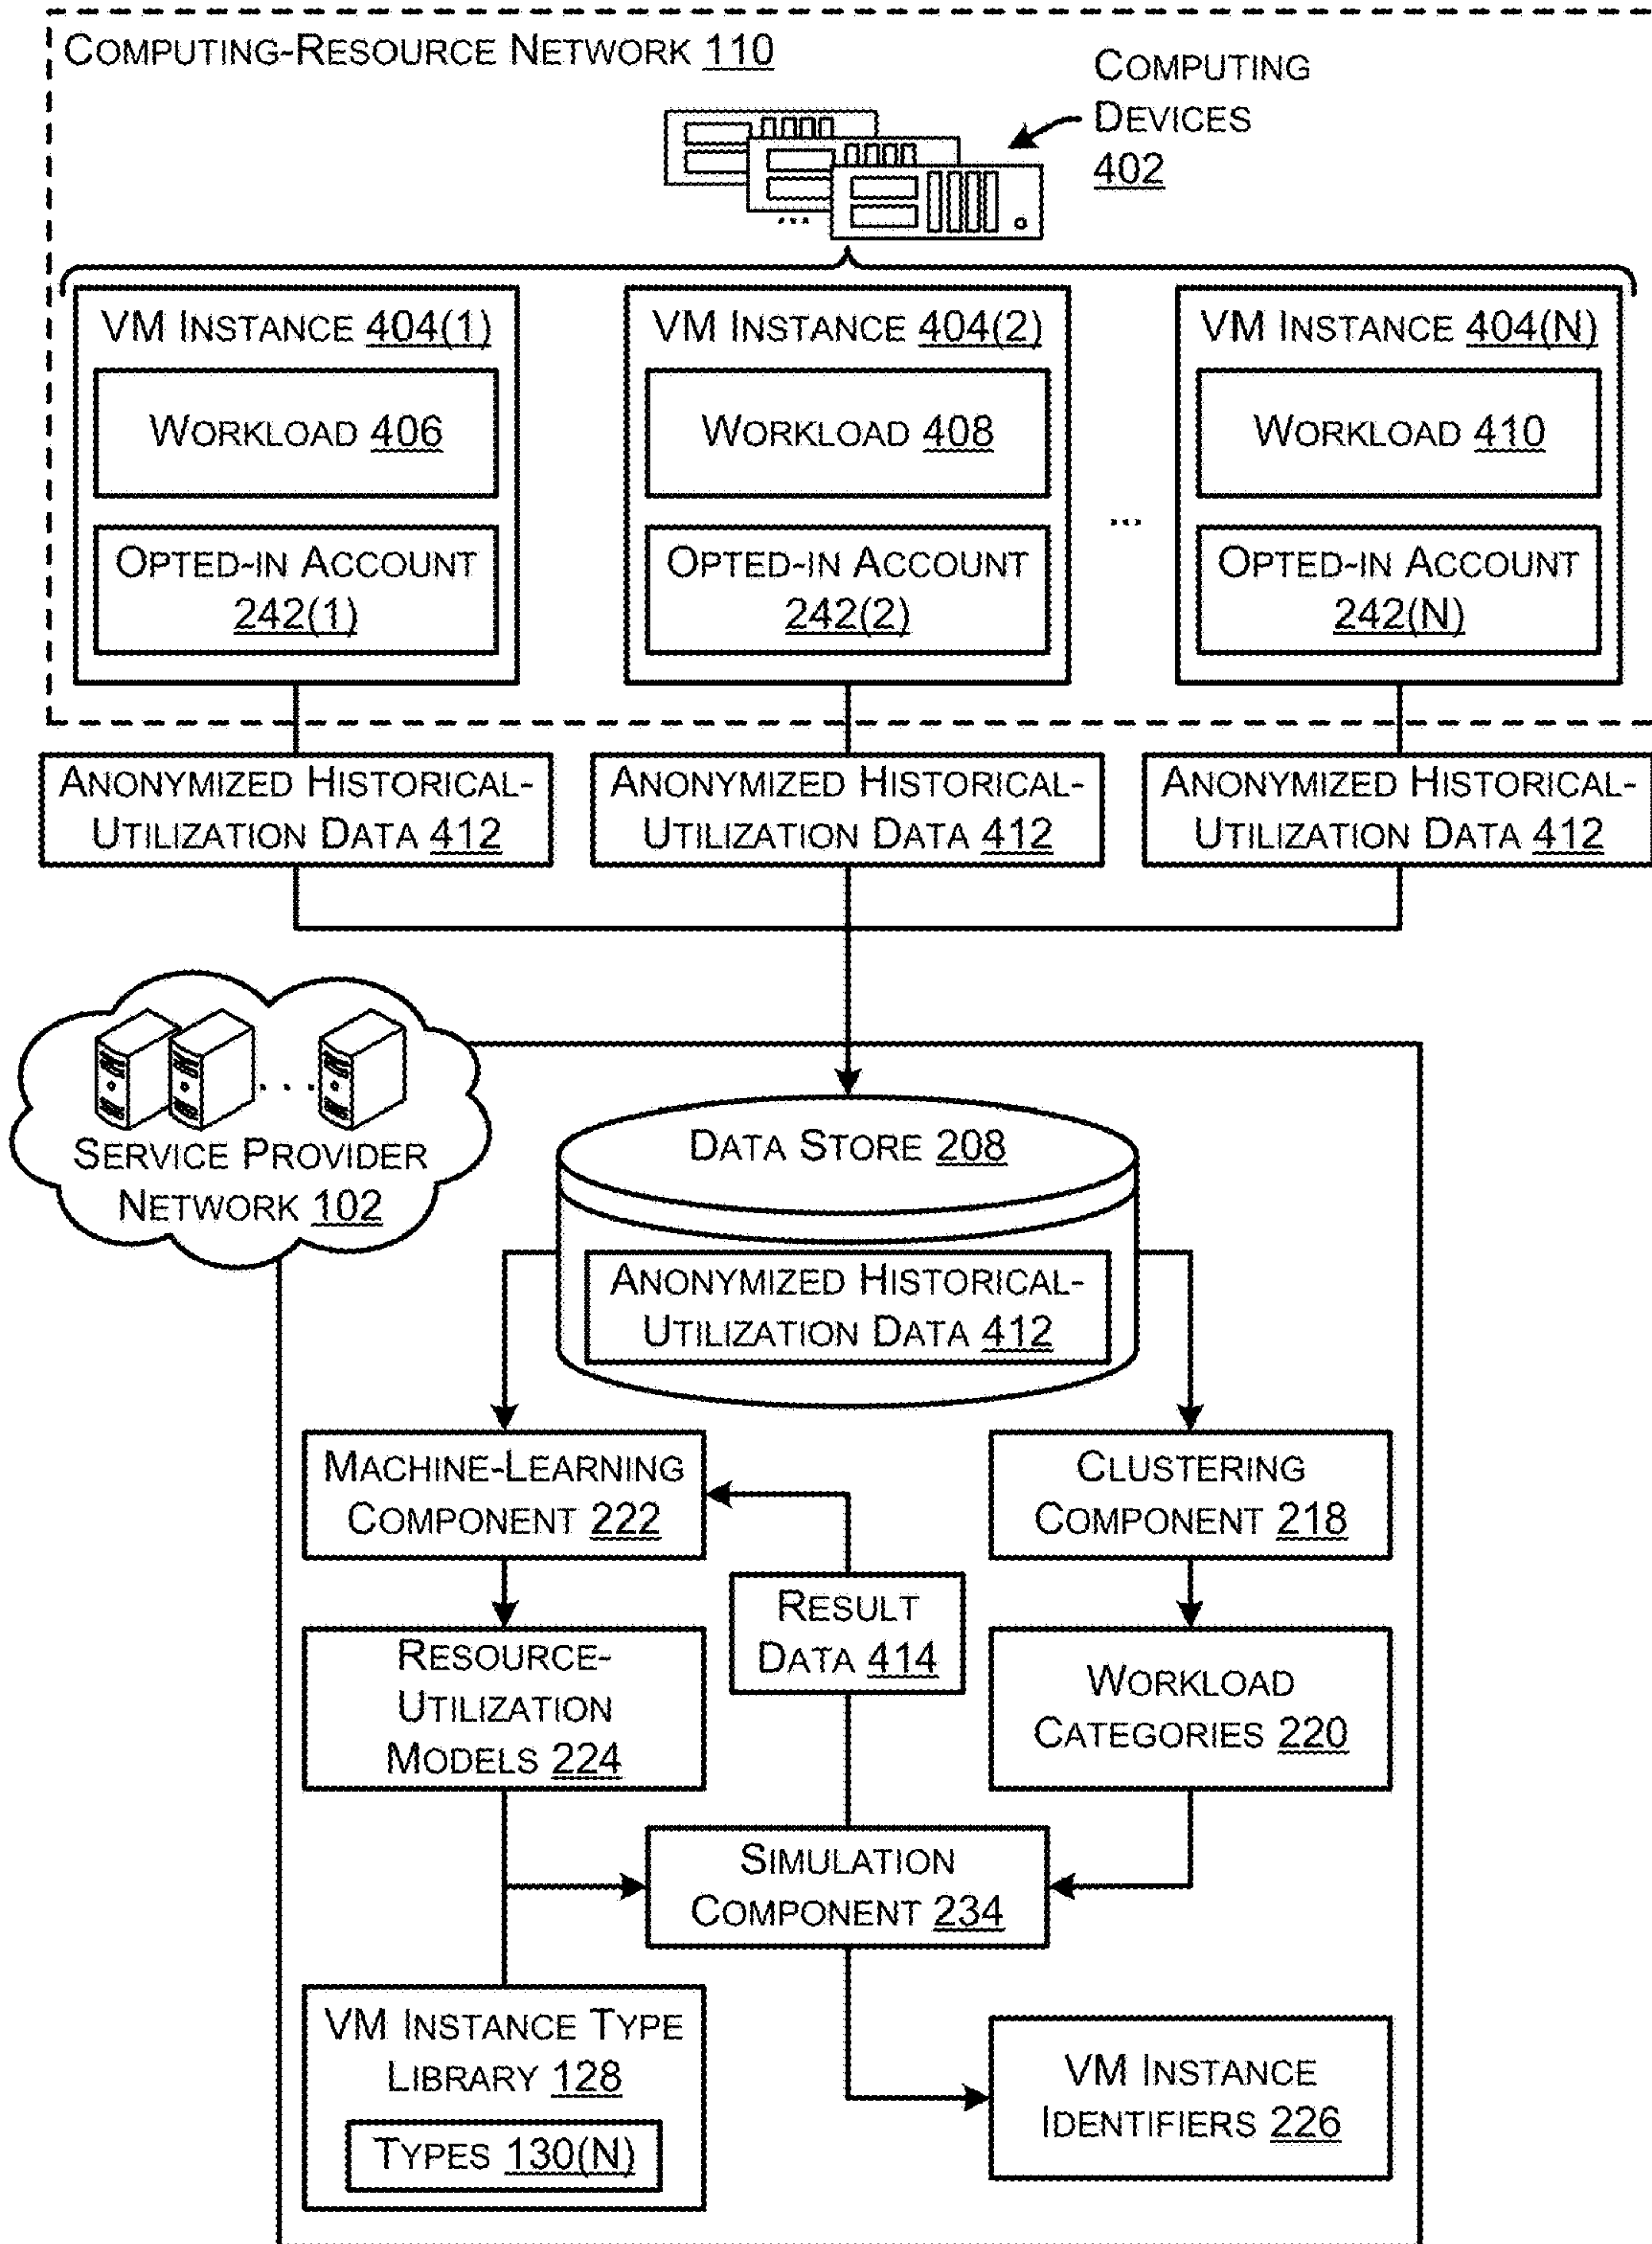 COMPUTING-RESOURCE NETWORK 110
COMPUTING
DEVICES
402
...
VM INSTANCE 404(1)
WORKLOAD 406
OPTED-IN ACCOUNT
242(1)
VM INSTANCE 404(2)
WORKLOAD 408
OPTED-IN ACCOUNT
242(2)
...
VM INSTANCE 404(N)
WORKLOAD 410
OPTED-IN ACCOUNT
242(N)
ANONYMIZED HISTORICAL-
UTILIZATION DATA 412
ANONYMIZED HISTORICAL-
UTILIZATION DATA 412
ANONYMIZED HISTORICAL-
UTILIZATION DATA 412
. . .
SERVICE PROVIDER
NETWORK 102
DATA STORE 208
ANONYMIZED HISTORICAL-
UTILIZATION DATA 412
MACHINE-LEARNING
COMPONENT 222
CLUSTERING
COMPONENT 218
RESULT
DATA 414
RESOURCE-
UTILIZATION
MODELS 224
WORKLOAD
CATEGORIES 220
SIMULATION
COMPONENT 234
VM INSTANCE TYPE
LIBRARY 128
TYPES 130(N)
VM INSTANCE
IDENTIFIERS 226